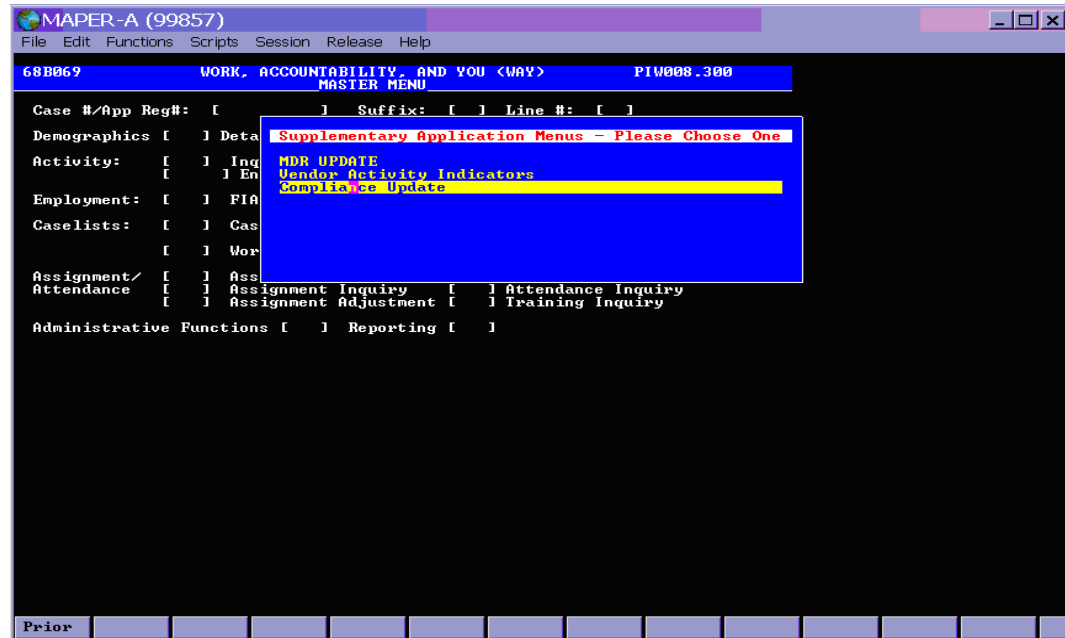 MAPER-A (99857)
File Edit Functions Scripts Session Release Help
68B069 WORK, ACCOUNTABILITY, AND YOU <WAY> PIW008.300
MASTER MENU
Case #/App Reg#: [ ] Suffix: [ ] Line #: [ ]
Demographics [ ] Deta
Supplementary Application Menus - Please Choose One
Activity: [ ] Inq
[ ] En
MDR UPDATE
Vendor Activity Indicators
Compliance Update
Employment: [ ] FIA
Caselists: [ ] Cas
[ ] Wor
Assignment/ [ ] Ass
Attendance [ ] Assignment Inquiry [ ] Attendance Inquiry
[ ] Assignment Adjustment [ ] Training Inquiry
Administrative Functions [ ] Reporting [ ]
Prior